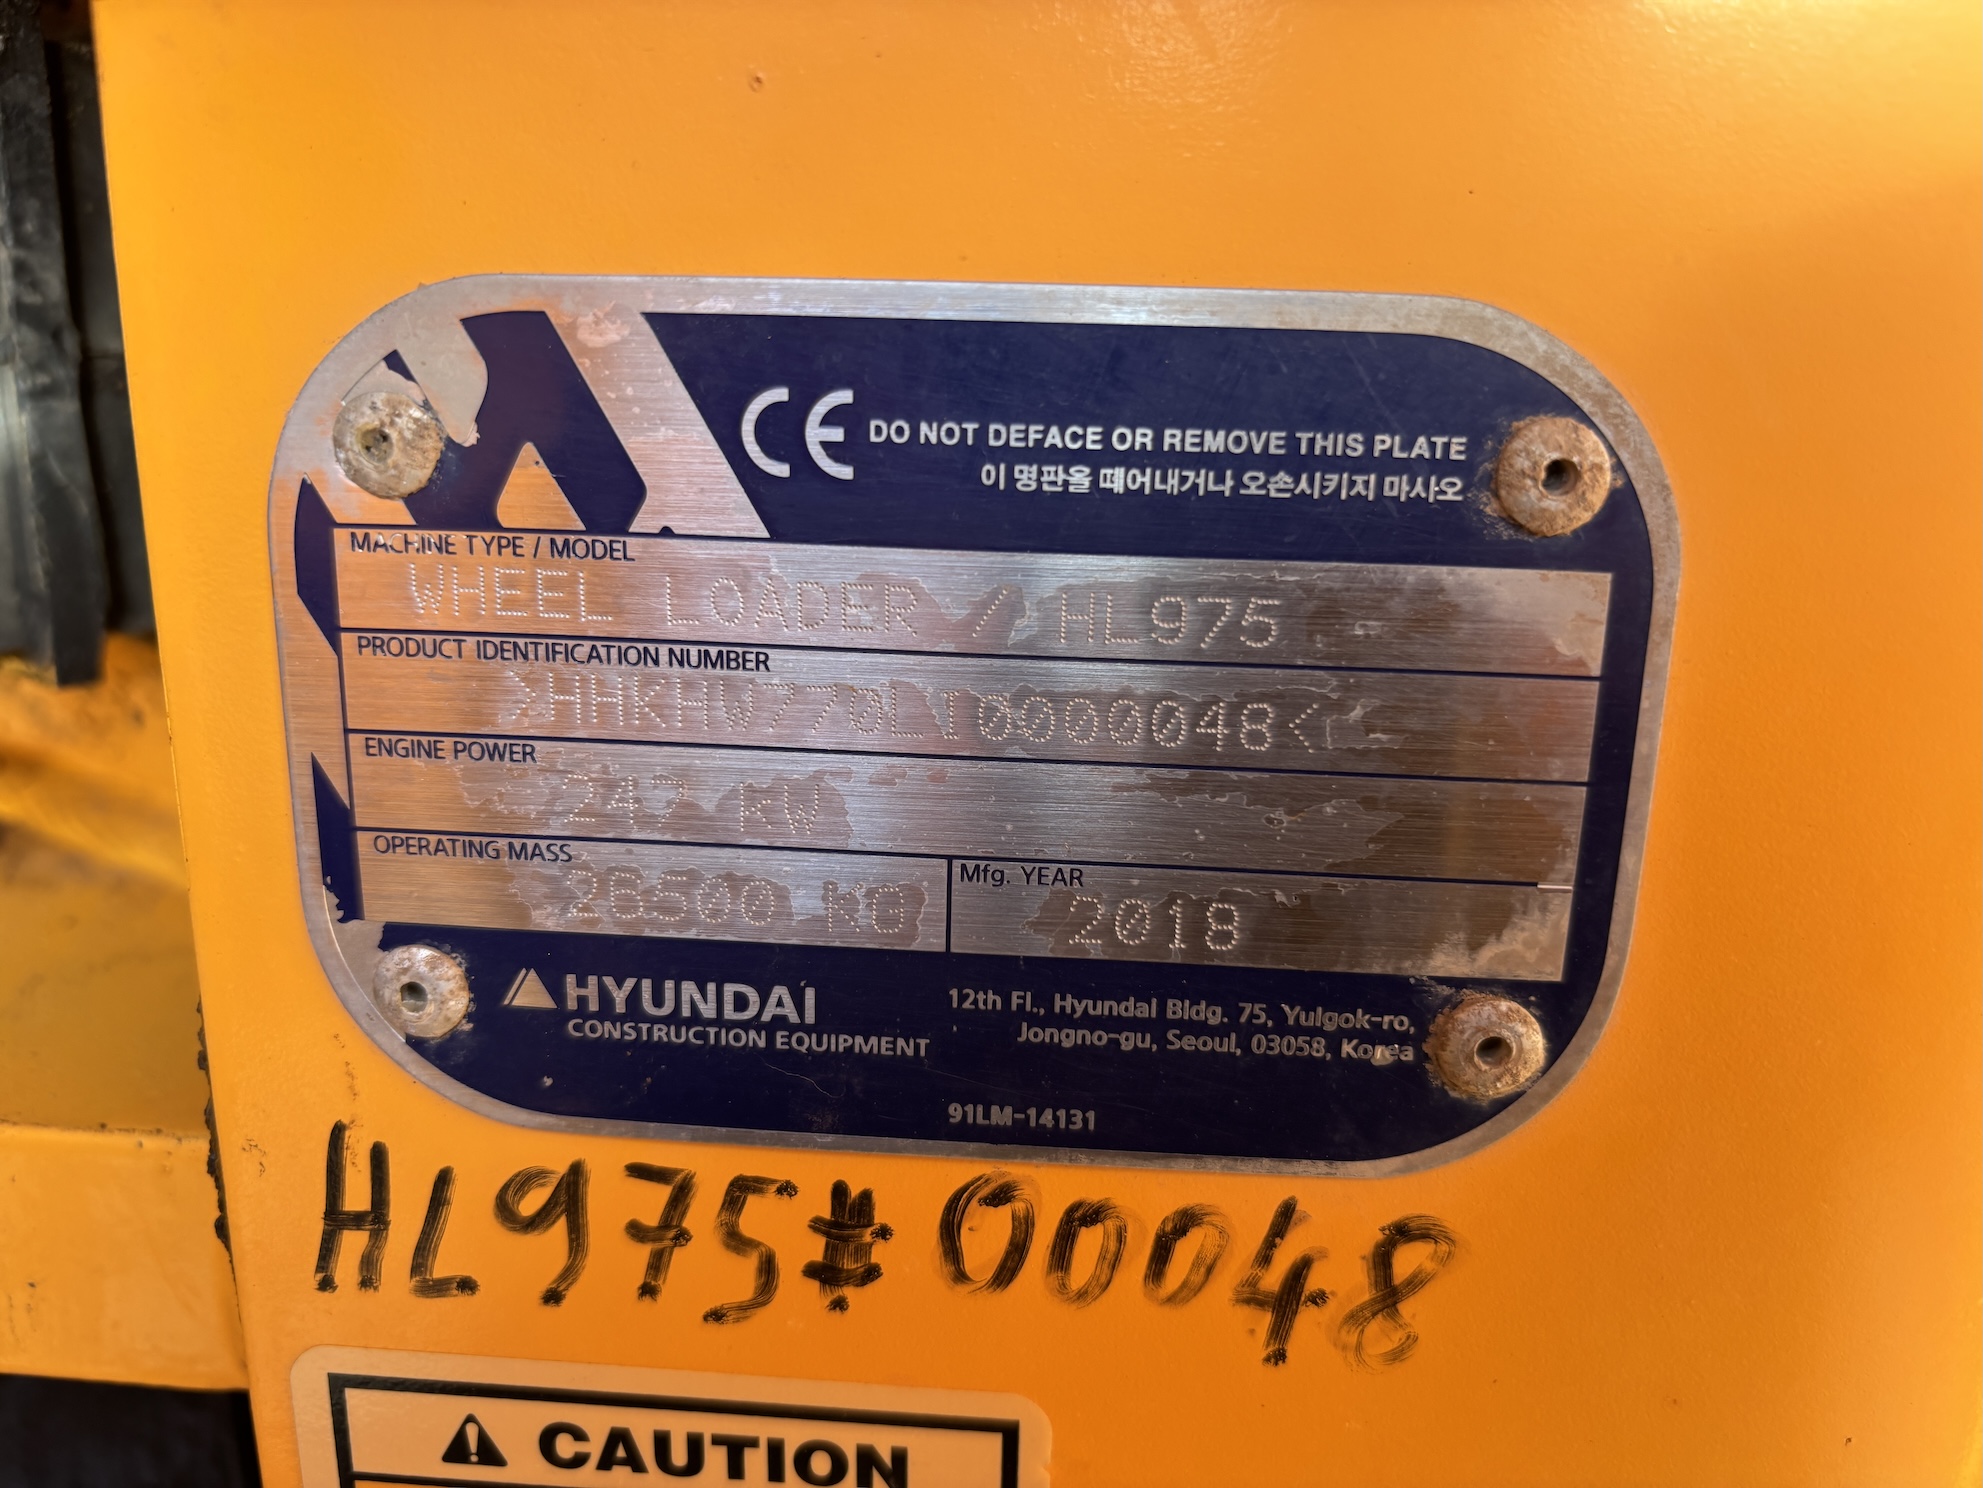 CE DO NOT DEFACE OR REMOVE THIS PLATE
이 명판을 떼어내거나 오손시키지 마시오
MACHINE TYPE / MODEL
WHEEL LOADER / HL975
PRODUCT IDENTIFICATION NUMBER
ENGINE POWER
247 KW
OPERATING MASS
26500 KG
Mfg. YEAR
2018
HYUNDAI
CONSTRUCTION EQUIPMENT
12th Fl., Hyundai Bldg. 75, Yulgok-ro,
Jongno-gu, Seoul, 03058, Korea
91LM-14131
HL975#00048
CAUTION